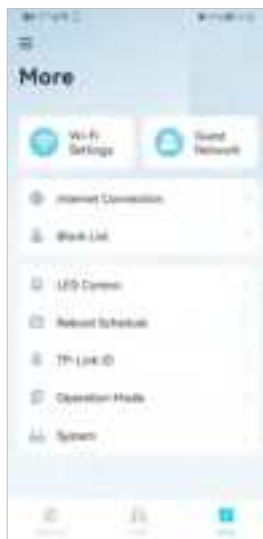 More
Wi-Fi
Settings
Guest
Network
Internet Connection
Block List
LED Control
Reboot Schedule
TP-Link ID
Operation Mode
System